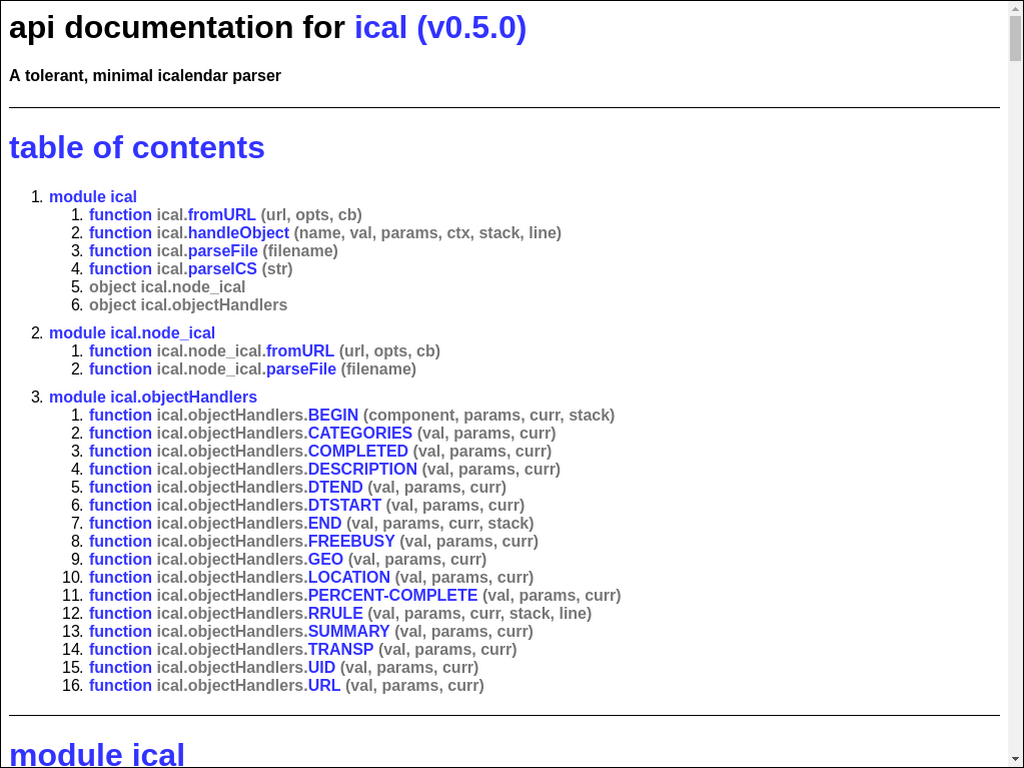 api documentation for ical (v0.5.0)
A tolerant, minimal icalendar parser
table of contents
1. module ical
1. function ical.fromURL (url, opts, cb)
2. function ical.handleObject (name, val, params, ctx, stack, line)
3. function ical.parseFile (filename)
4. function ical.parseICS (str)
5. object ical.node_ical
6. object ical.objectHandlers
2. module ical.node_ical
1. function ical.node_ical.fromURL (url, opts, cb)
2. function ical.node_ical.parseFile (filename)
3. module ical.objectHandlers
1. function ical.objectHandlers.BEGIN (component, params, curr, stack)
2. function ical.objectHandlers.CATEGORIES (val, params, curr)
3. function ical.objectHandlers.COMPLETED (val, params, curr)
4. function ical.objectHandlers.DESCRIPTION (val, params, curr)
5. function ical.objectHandlers.DTEND (val, params, curr)
6. function ical.objectHandlers.DTSTART (val, params, curr)
7. function ical.objectHandlers.END (val, params, curr, stack)
8. function ical.objectHandlers.FREEBUSY (val, params, curr)
9. function ical.objectHandlers.GEO (val, params, curr)
10. function ical.objectHandlers.LOCATION (val, params, curr)
11. function ical.objectHandlers.PERCENT-COMPLETE (val, params, curr)
12. function ical.objectHandlers.RRULE (val, params, curr, stack, line)
13. function ical.objectHandlers.SUMMARY (val, params, curr)
14. function ical.objectHandlers.TRANSP (val, params, curr)
15. function ical.objectHandlers.UID (val, params, curr)
16. function ical.objectHandlers.URL (val, params, curr)
module ical